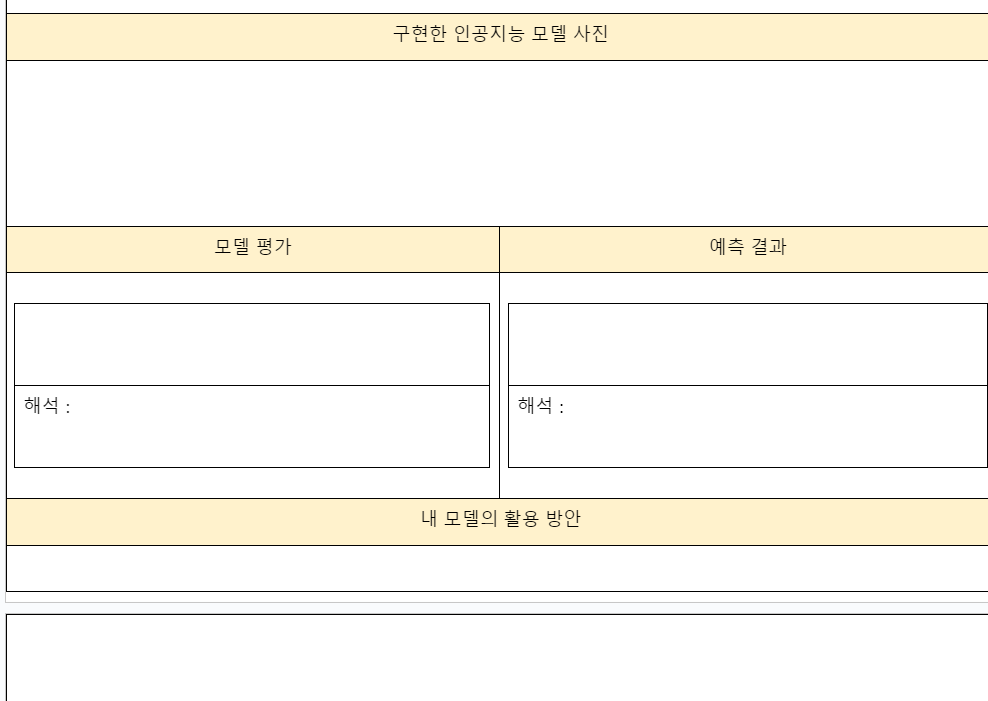 구현한 인공지능 모델 사진
모델 평가
예측 결과
해석 :
해석 :
내 모델의 활용 방안